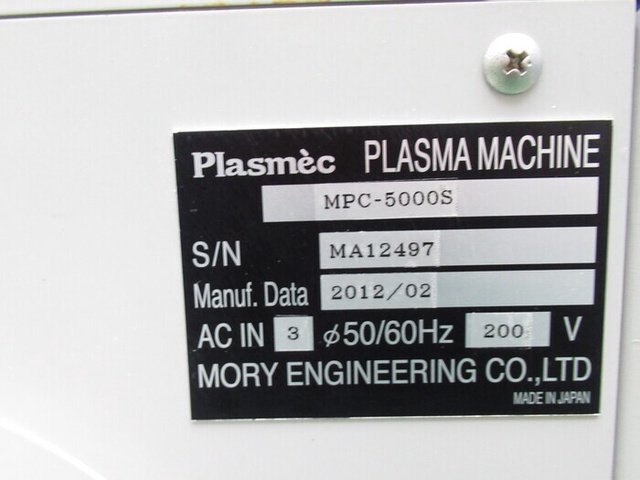 Plasmèc PLASMA MACHINE
MPC-5000S
S/N MA12497
Manuf. Data 2012/02
AC IN 3 φ50/60Hz 200 V
MORY ENGINEERING CO.,LTD
MADE IN JAPAN